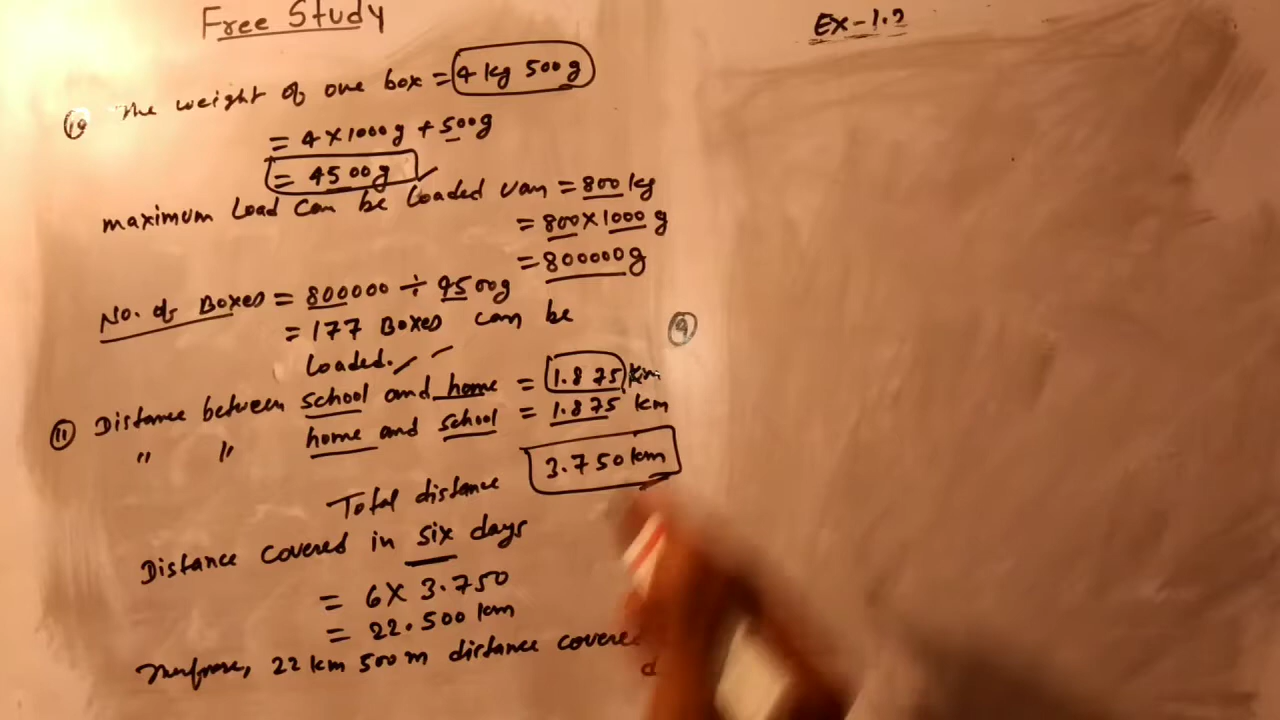 Free Study
Ex-1.2
10 The weight of one box = 4 kg 500 g
= 4 × 1000 g + 500 g
= 4500 g
maximum Load can be loaded van = 800 kg
= 800 × 1000 g
= 800000 g
No. of Boxes = 800000 ÷ 4500 g
= 177 Boxes can be
loaded.
9
11 Distance between school and home = 1.875 km
" " home and school = 1.875 km
Total distance 3.750 km
Distance covered in six days
= 6 × 3.750
= 22.500 km
Therefore, 22 km 500 m distance covere